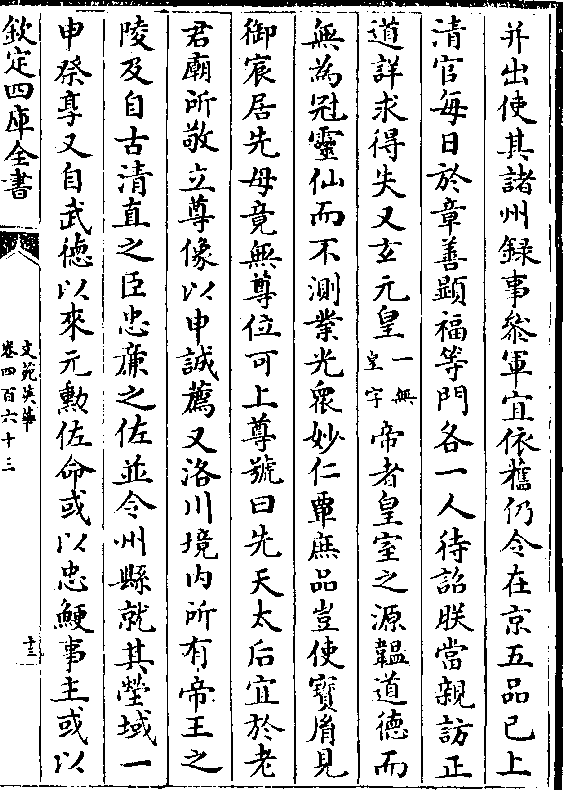 并出使其諸州録事叅軍宜依舊仍令在京五品已上
清官每日於章善顯福等門各一人待詔朕當親訪正
道詳求得失又玄元皇一無皇字帝者皇室之源韞道德而
無為冠靈仙而不測業光衆妙仁覃庶品豈使寶胤見
御宸居先母竟無尊位可上尊號曰先天太后宜於老
君廟所敬立尊像以申誠薦又洛川境内所有帝王之
陵及自古清直之臣忠㢘之佐並令州縣就其塋域一
申祭享又自武德以來元勲佐命或以忠鯁事主或以
欽定四庫全書
文苑英華
卷四百六十三
十三